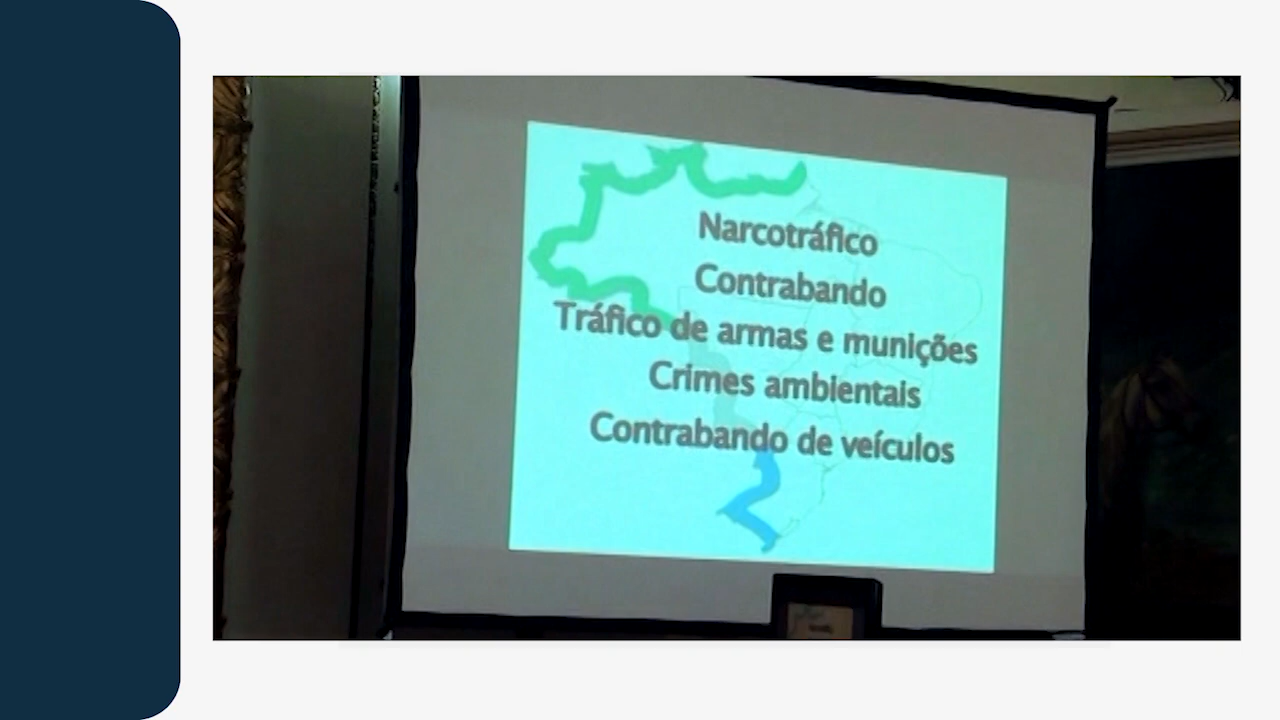 Narcotráfico
Contrabando
Tráfico de armas e munições
Crimes ambientais
Contrabando de veículos